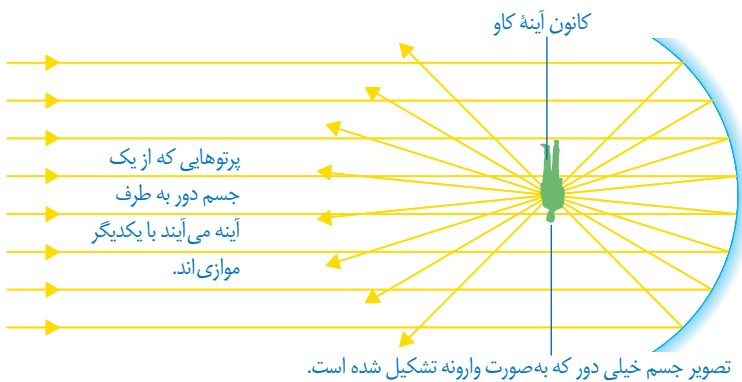 کانون آینهٔ کاو
پرتوهایی که از یک
جسم دور به طرف
آینه می‌آیند با یکدیگر
موازی‌اند.
تصویر جسم خیلی دور که به‌صورت وارونه تشکیل شده است.